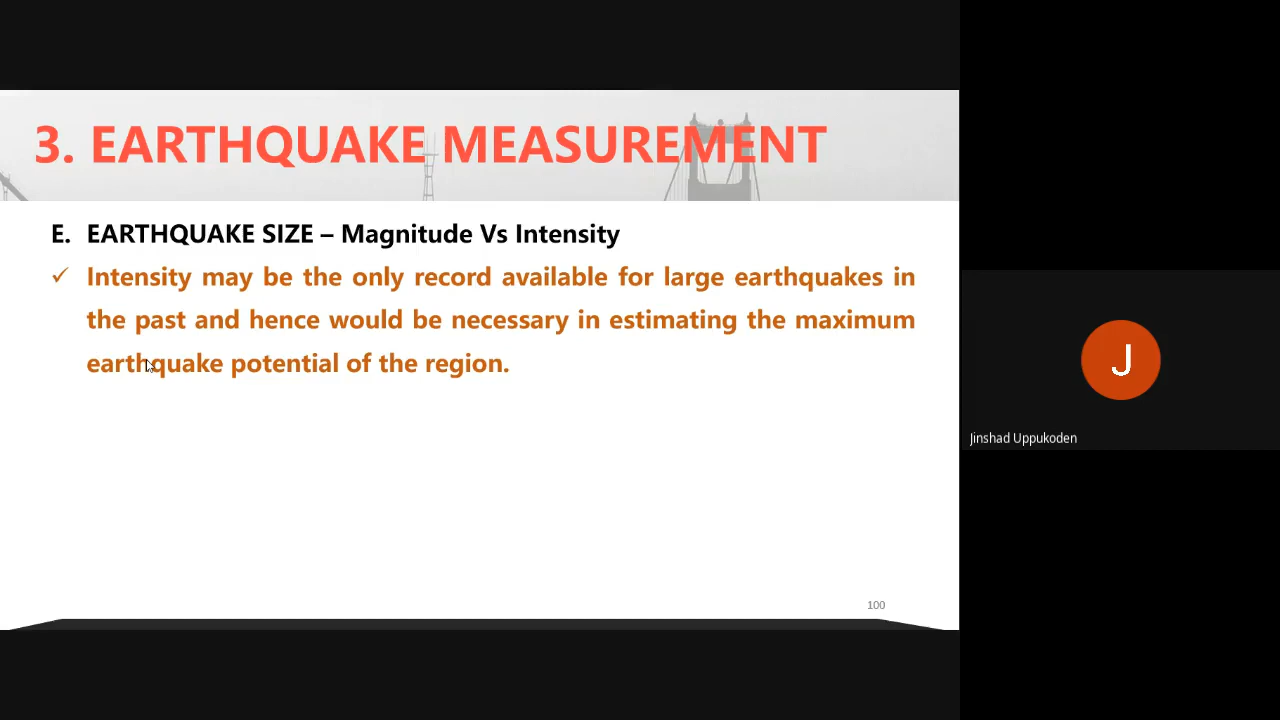 3. EARTHQUAKE MEASUREMENT
E. EARTHQUAKE SIZE – Magnitude Vs Intensity
✓ Intensity may be the only record available for large earthquakes in
the past and hence would be necessary in estimating the maximum
earthquake potential of the region.
100
J
Jinshad Uppukoden